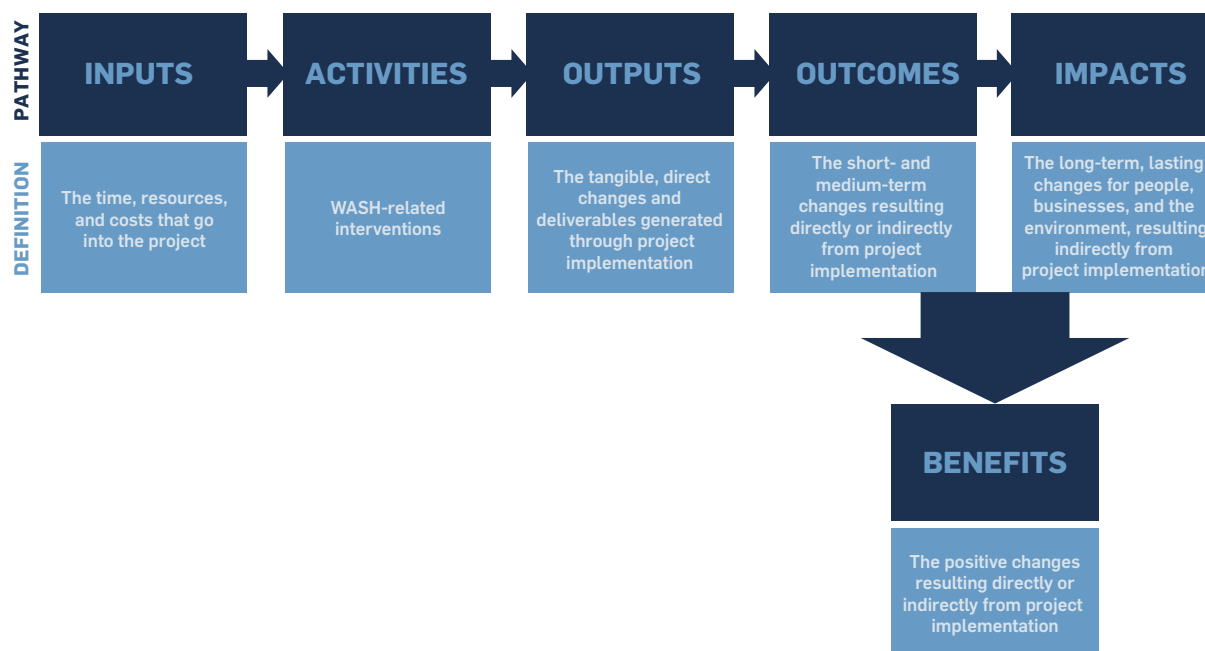 PATHWAY
INPUTS
ACTIVITIES
OUTPUTS
OUTCOMES
IMPACTS
DEFINITION
The time, resources,
and costs that go
into the project
WASH-related
interventions
The tangible, direct
changes and
deliverables generated
through project
implementation
The short- and
medium-term
changes resulting
directly or indirectly
from project
implementation
The long-term, lasting
changes for people,
businesses, and the
environment, resulting
indirectly from
project implementation
BENEFITS
The positive changes
resulting directly or
indirectly from project
implementation